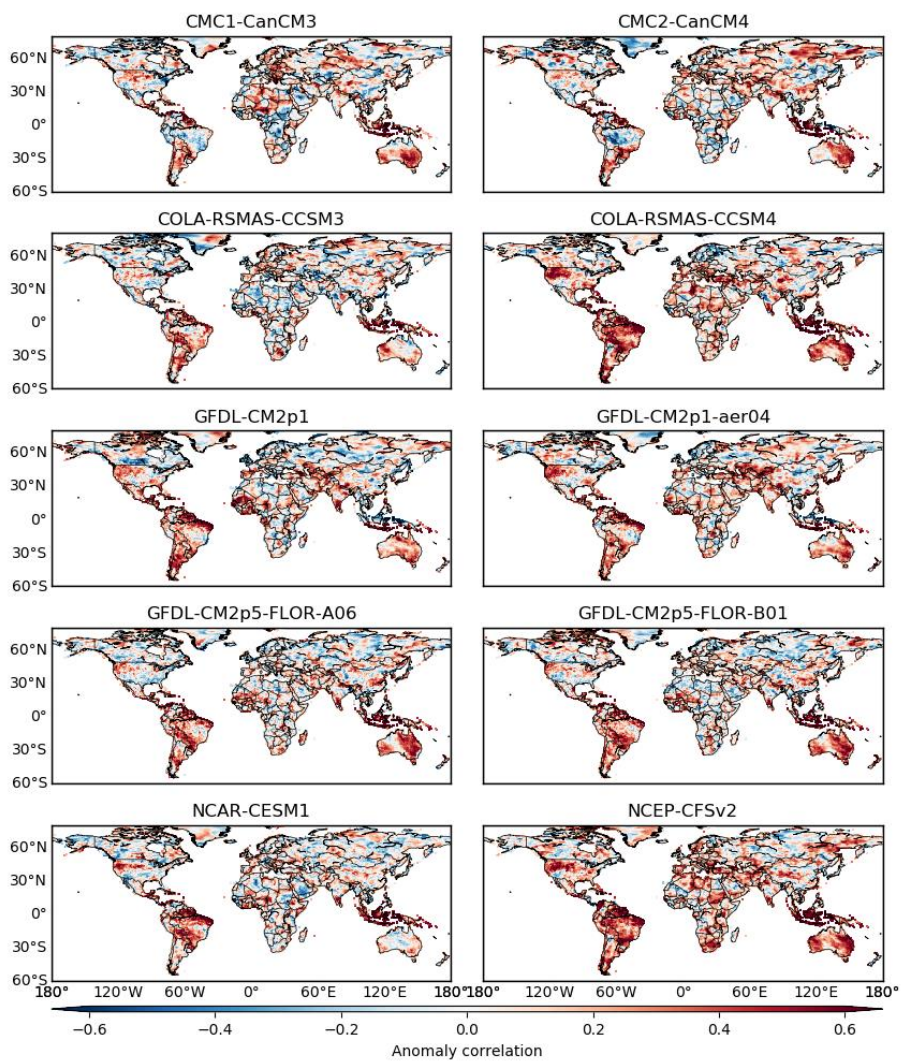 CMC1-CanCM3 CMC2-CanCM4
60°N
30°N
0°
30°S
60°S
COLA-RSMAS-CCSM3 COLA-RSMAS-CCSM4
60°N
30°N
0°
30°S
60°S
GFDL-CM2p1 GFDL-CM2p1-aer04
60°N
30°N
0°
30°S
60°S
GFDL-CM2p5-FLOR-A06 GFDL-CM2p5-FLOR-B01
60°N
30°N
0°
30°S
60°S
NCAR-CESM1 NCEP-CFSv2
60°N
30°N
0°
30°S
60°S
180° 120°W 60°W 0° 60°E 120°E 180° 180° 120°W 60°W 0° 60°E 120°E 180°
−0.6 −0.4 −0.2 0.0 0.2 0.4 0.6
Anomaly correlation